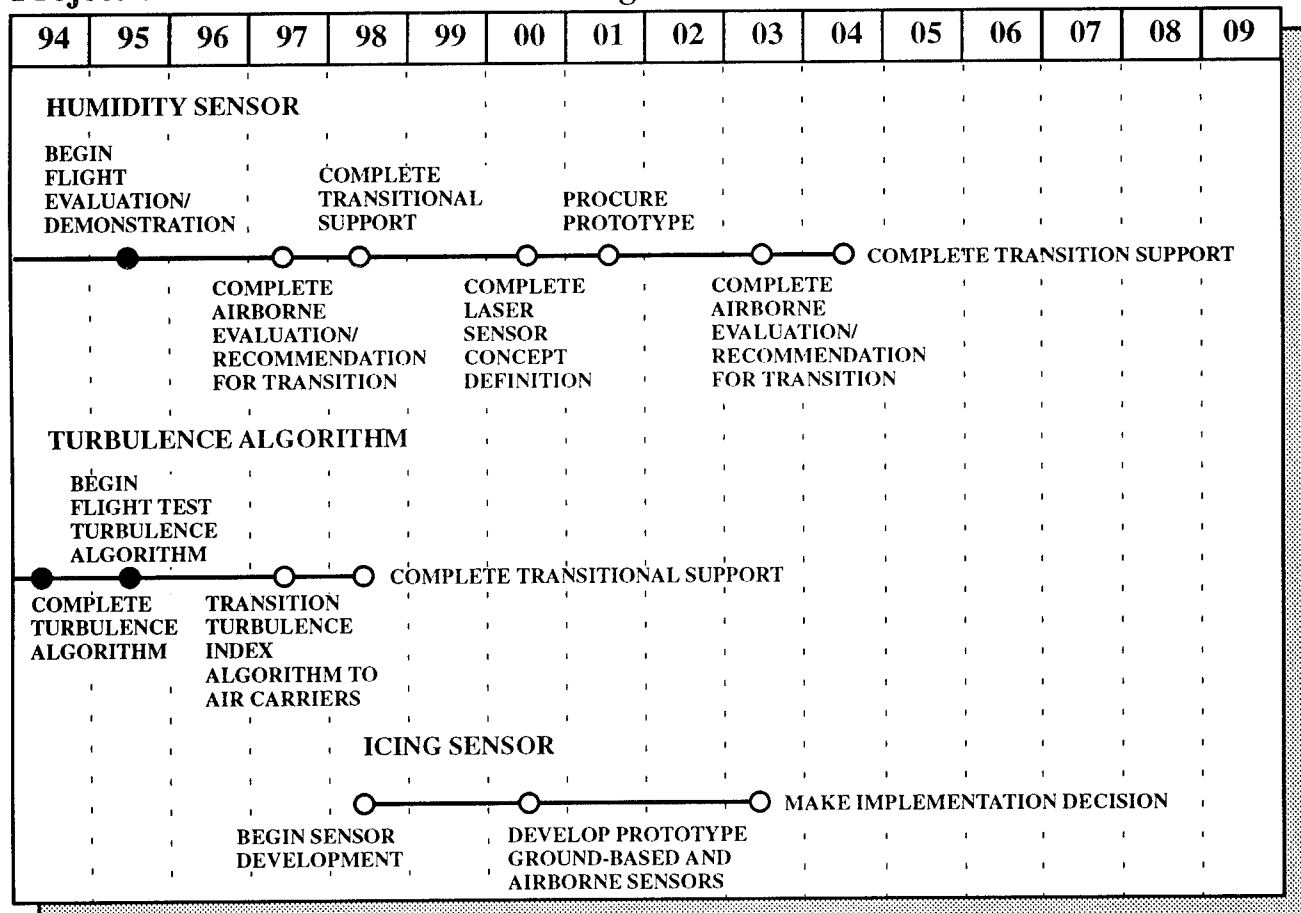 94 95 96 97 98 99 00 01 02 03 04 05 06 07 08 09
HUMIDITY SENSOR
BEGIN
FLIGHT
EVALUATION/
DEMONSTRATION
COMPLETE
TRANSITIONAL
SUPPORT
PROCURE
PROTOTYPE
COMPLETE TRANSITION SUPPORT
COMPLETE
AIRBORNE
EVALUATION/
RECOMMENDATION
FOR TRANSITION
COMPLETE
LASER
SENSOR
CONCEPT
DEFINITION
COMPLETE
AIRBORNE
EVALUATION/
RECOMMENDATION
FOR TRANSITION
TURBULENCE ALGORITHM
BEGIN
FLIGHT TEST
TURBULENCE
ALGORITHM
COMPLETE TRANSITIONAL SUPPORT
COMPLETE
TURBULENCE
ALGORITHM
TRANSITION
TURBULENCE
INDEX
ALGORITHM TO
AIR CARRIERS
ICING SENSOR
MAKE IMPLEMENTATION DECISION
BEGIN SENSOR
DEVELOPMENT
DEVELOP PROTOTYPE
GROUND-BASED AND
AIRBORNE SENSORS